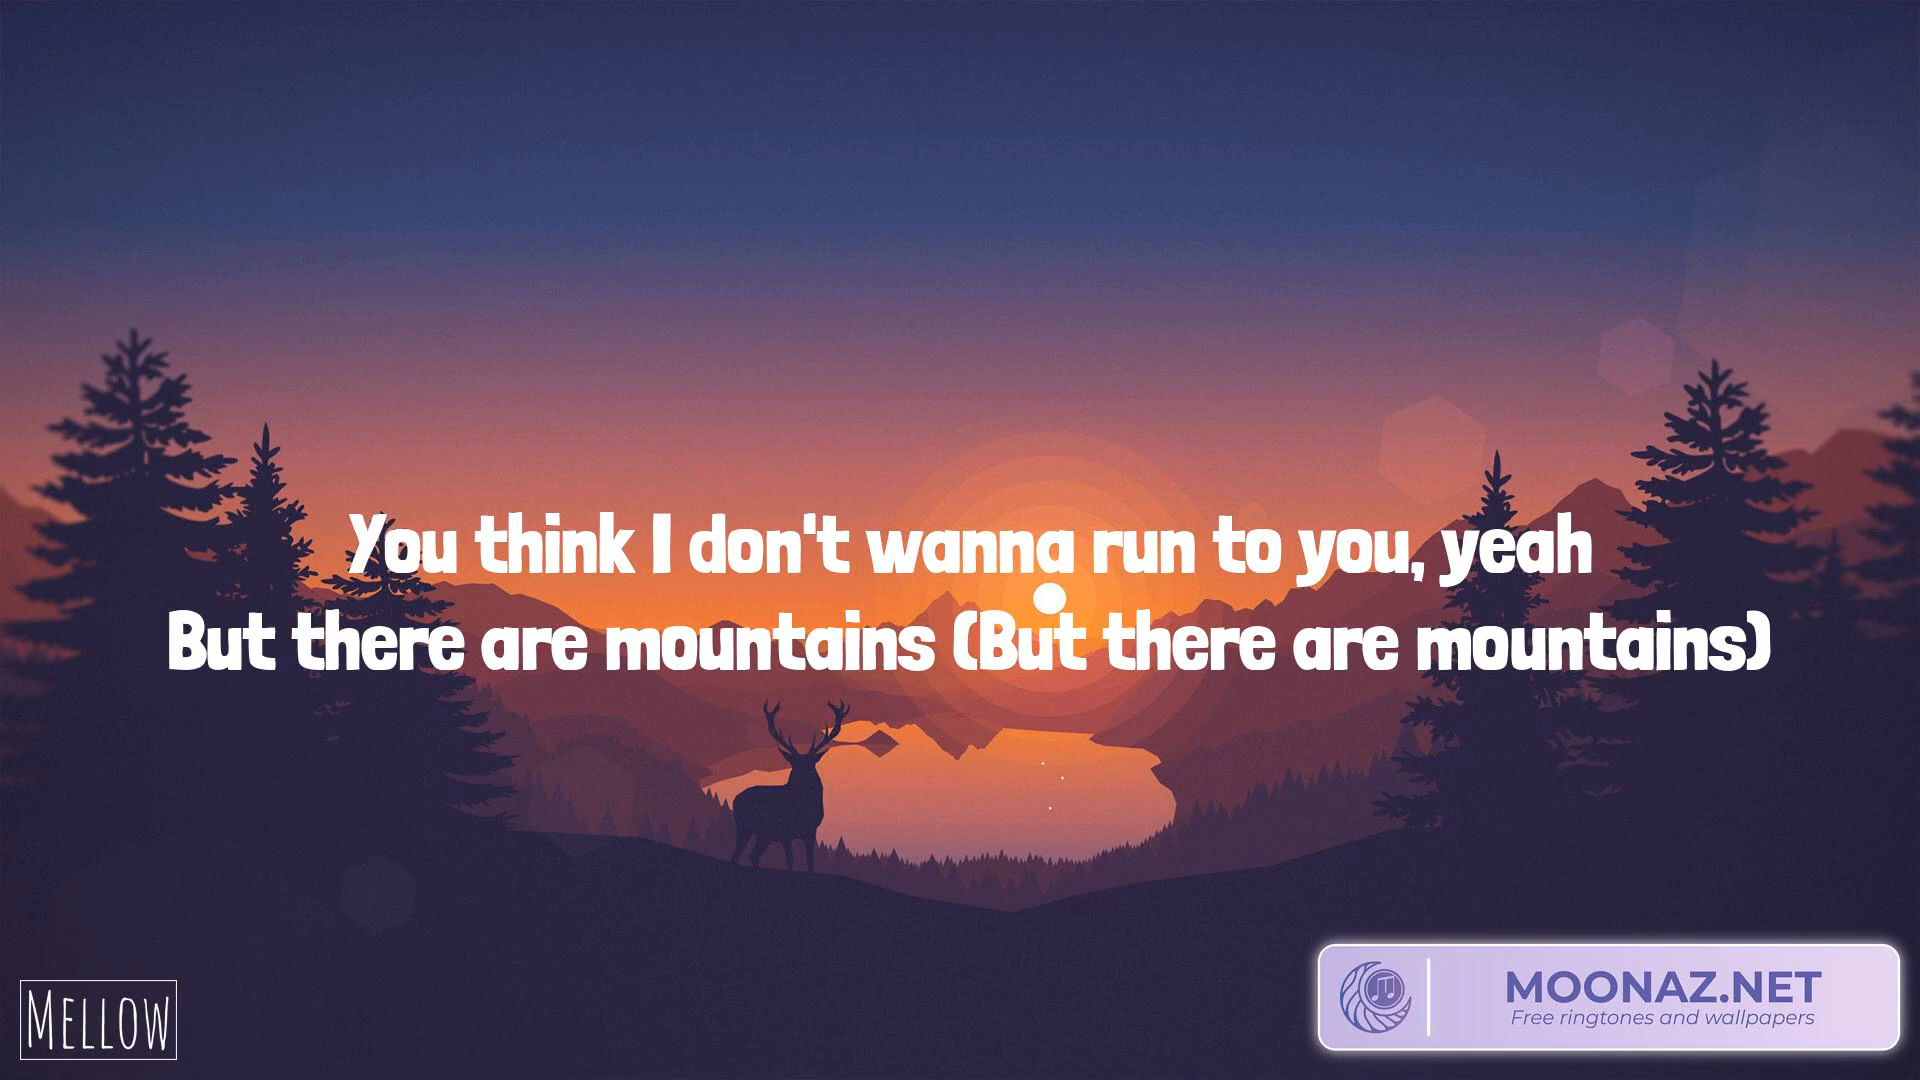 You think I don't wanna run to you, yeah
But there are mountains (But there are mountains)
MELLOW
MOONAZ.NET
Free ringtones and wallpapers